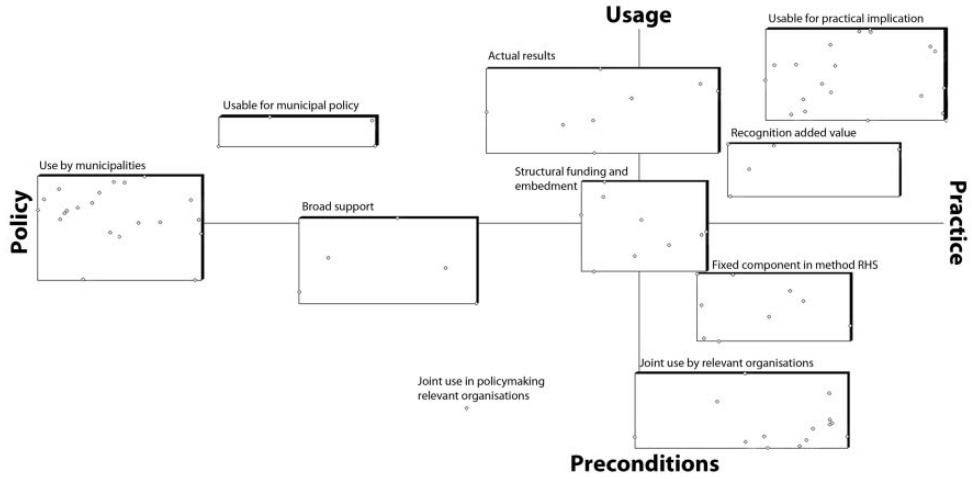 Usage
Usable for practical implication
Actual results
Usable for municipal policy
Recognition added value
Use by municipalities
Structural funding and
embedment
Policy
Broad support
Practice
Fixed component in method RHS
Joint use by relevant organisations
Joint use in policymaking
relevant organisations
Preconditions